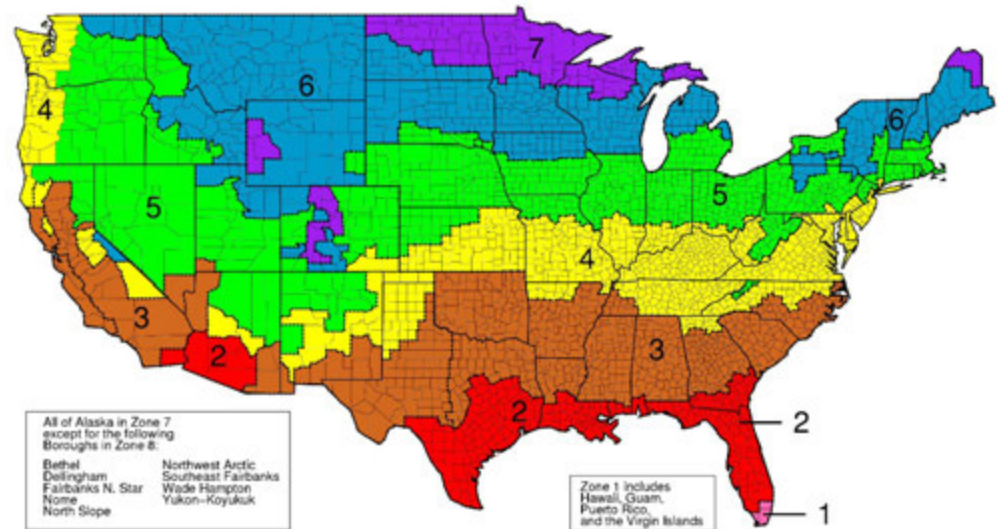 7
6
6
4
5
5
4
3
3
2
2
2
1
All of Alaska in Zone 7
except for the following
Boroughs in Zone 8:
Bethel Northwest Arctic
Dellingham Southeast Fairbanks
Fairbanks N. Star Wade Hampton
Nome Yukon-Koyukuk
North Slope
Zone 1 includes
Hawaii, Guam,
Puerto Rico,
and the Virgin Islands